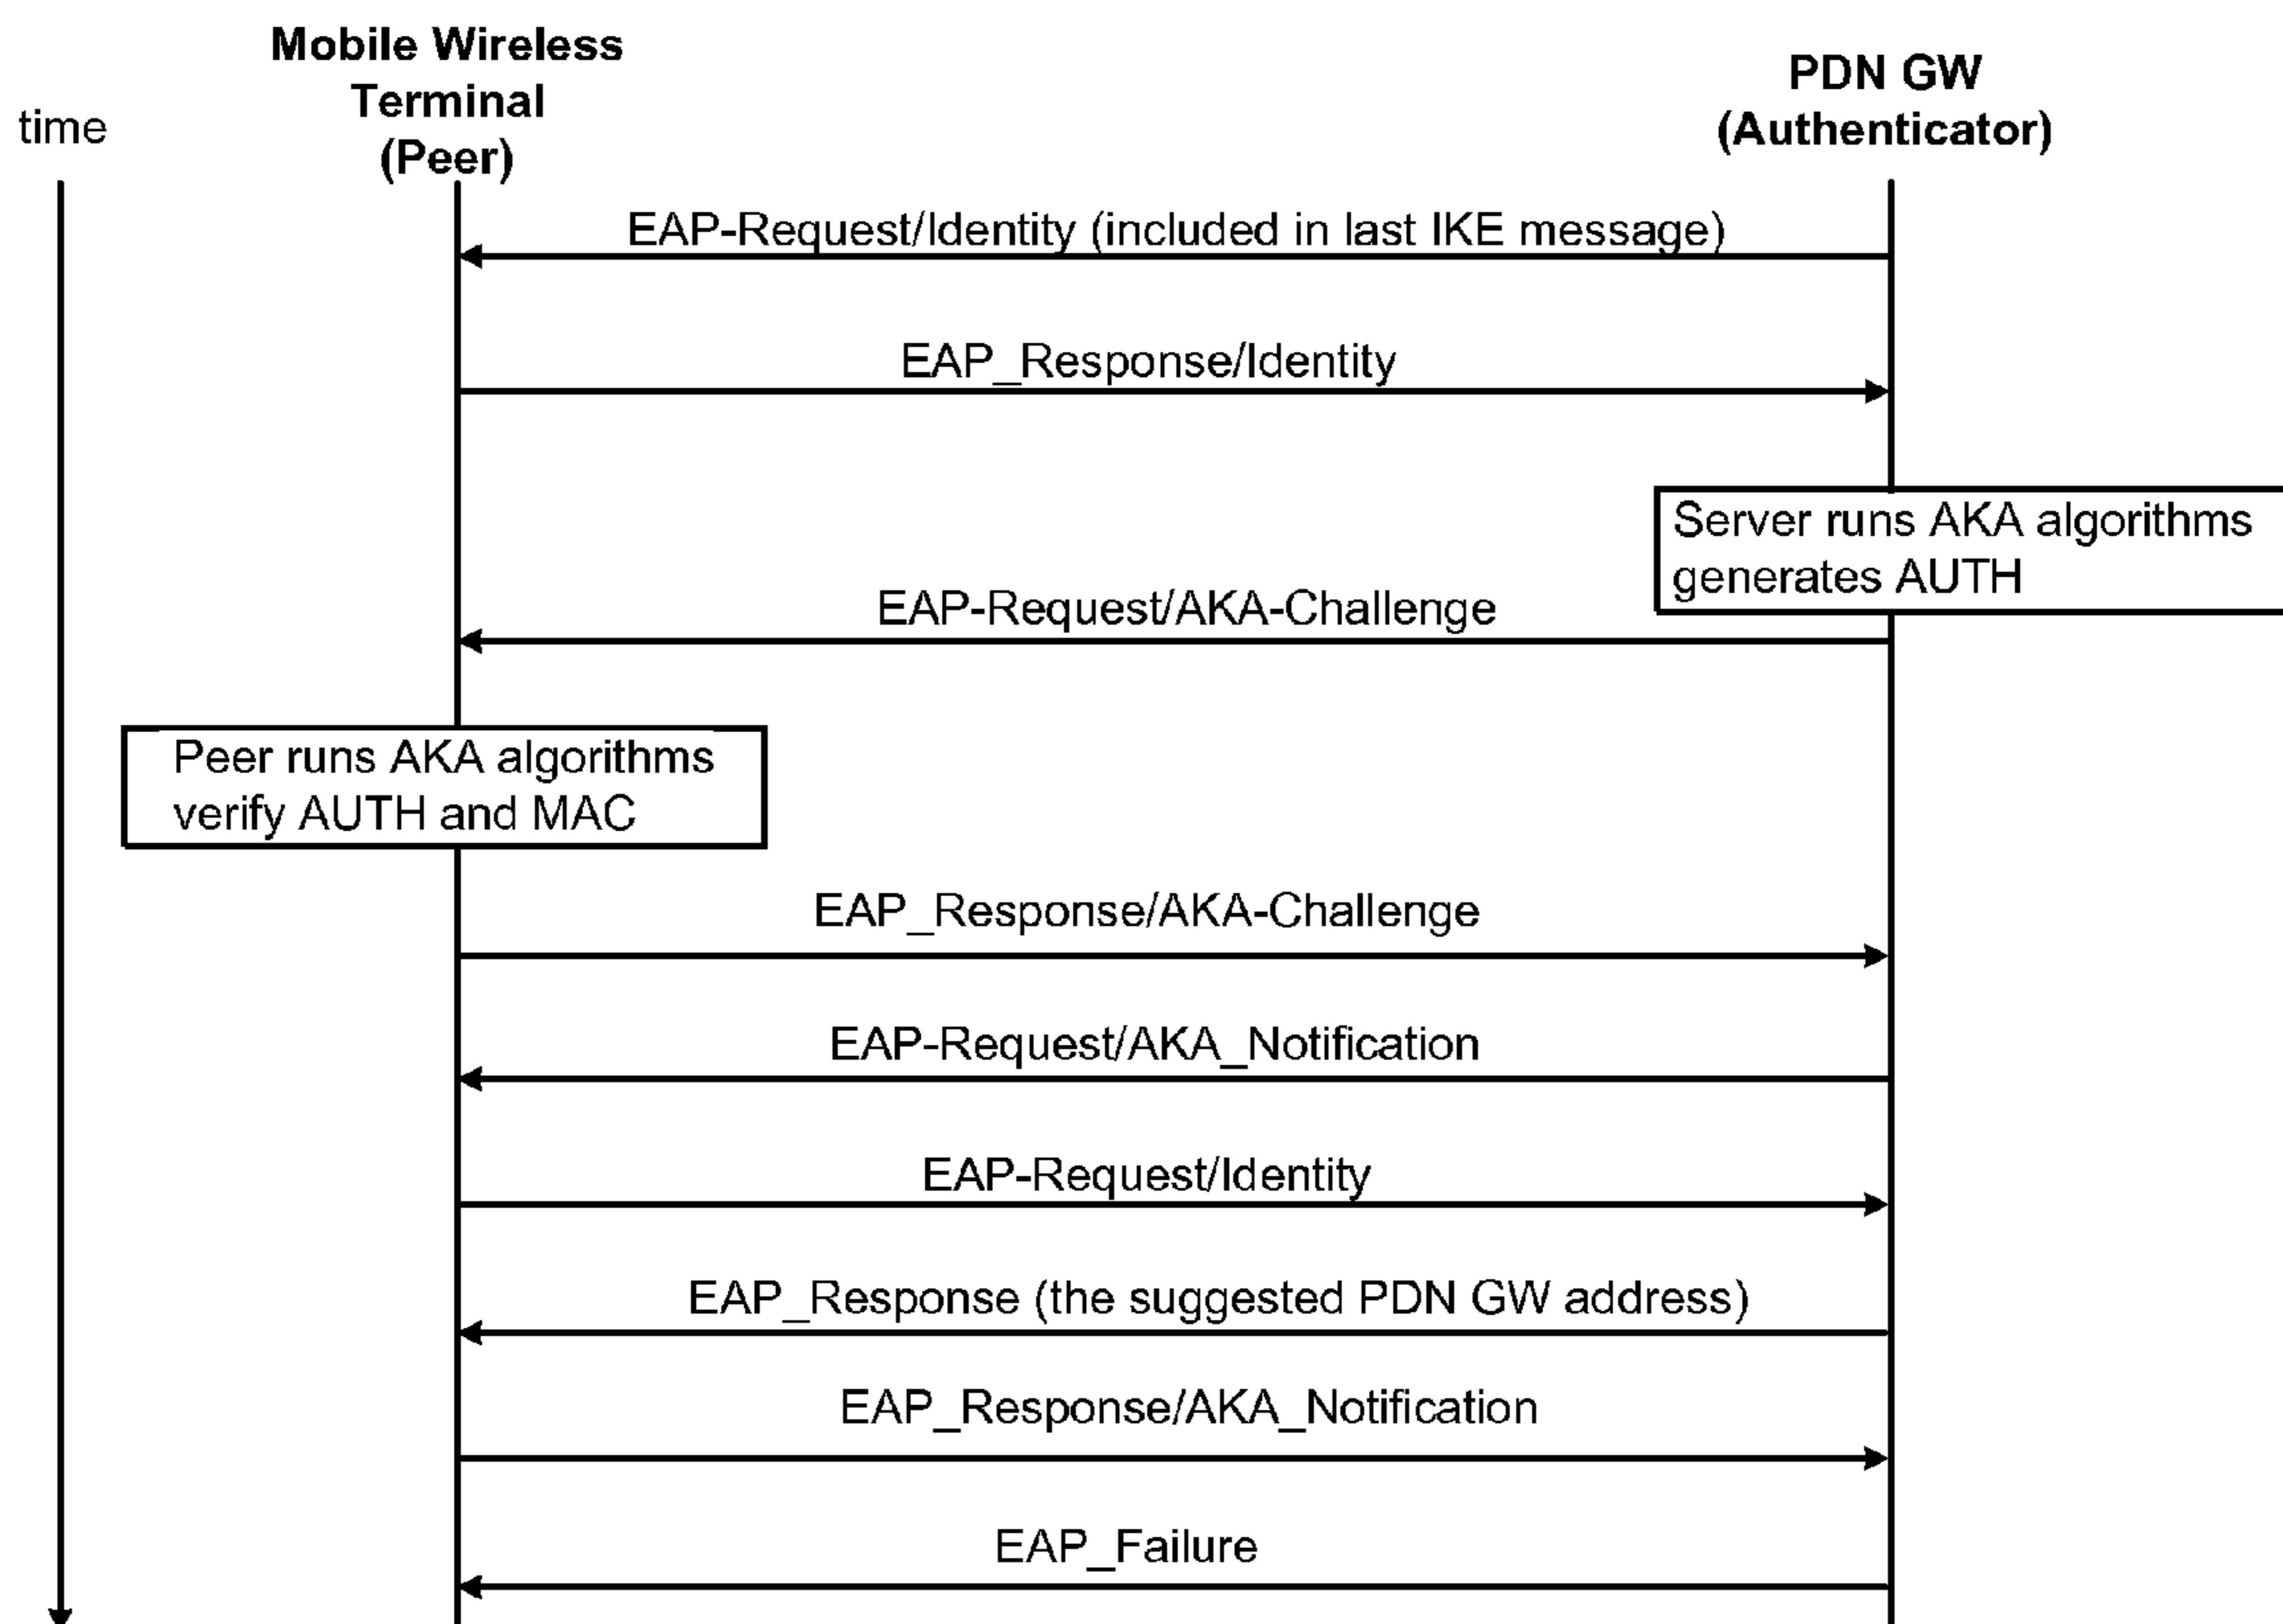 Mobile Wireless
Terminal
(Peer)
PDN GW
(Authenticator)
time
EAP-Request/Identity (included in last IKE message)
EAP_Response/Identity
Server runs AKA algorithms
generates AUTH
EAP-Request/AKA-Challenge
Peer runs AKA algorithms
verify AUTH and MAC
EAP_Response/AKA-Challenge
EAP-Request/AKA_Notification
EAP-Request/Identity
EAP_Response (the suggested PDN GW address)
EAP_Response/AKA_Notification
EAP_Failure